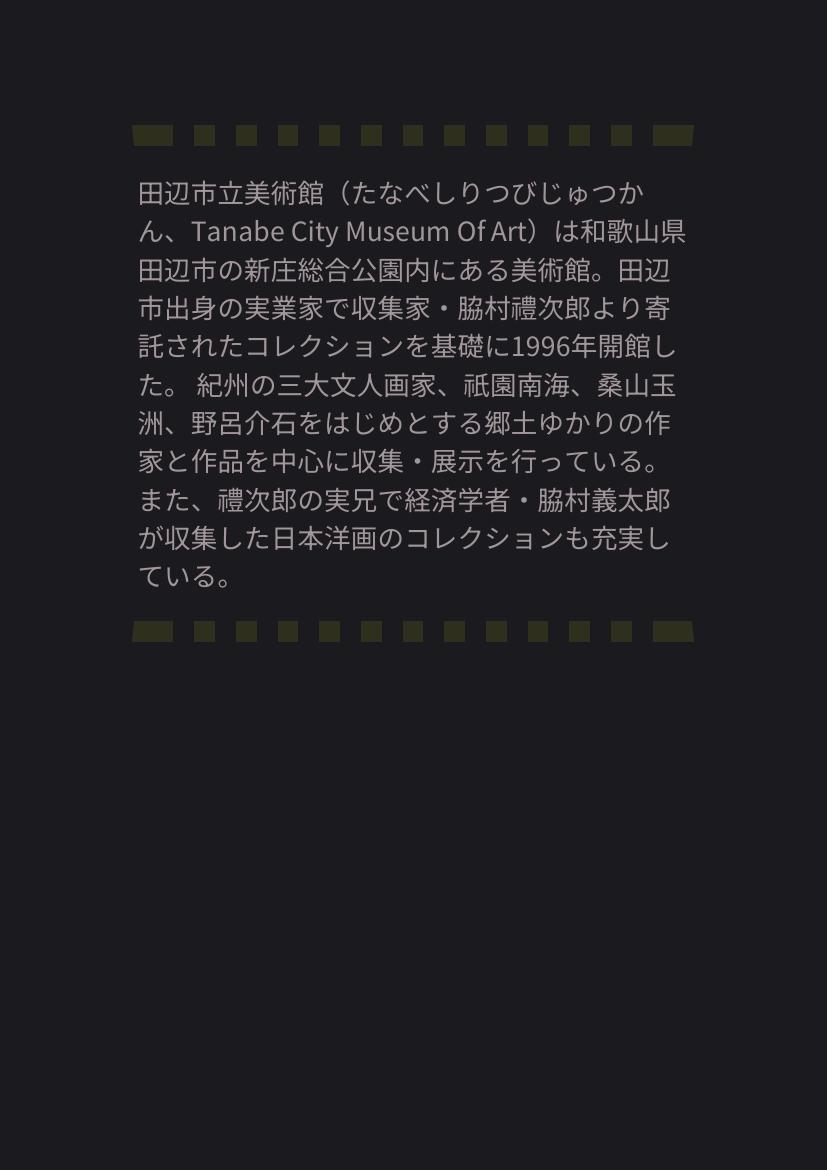 田辺市立美術館（たなべしりつびじゅつか
ん、Tanabe City Museum Of Art）は和歌山県
田辺市の新庄総合公園内にある美術館。田辺
市出身の実業家で収集家・脇村禮次郎より寄
託されたコレクションを基礎に1996年開館し
た。 紀州の三大文人画家、祇園南海、桑山玉
洲、野呂介石をはじめとする郷土ゆかりの作
家と作品を中心に収集・展示を行っている。
また、禮次郎の実兄で経済学者・脇村義太郎
が収集した日本洋画のコレクションも充実し
ている。